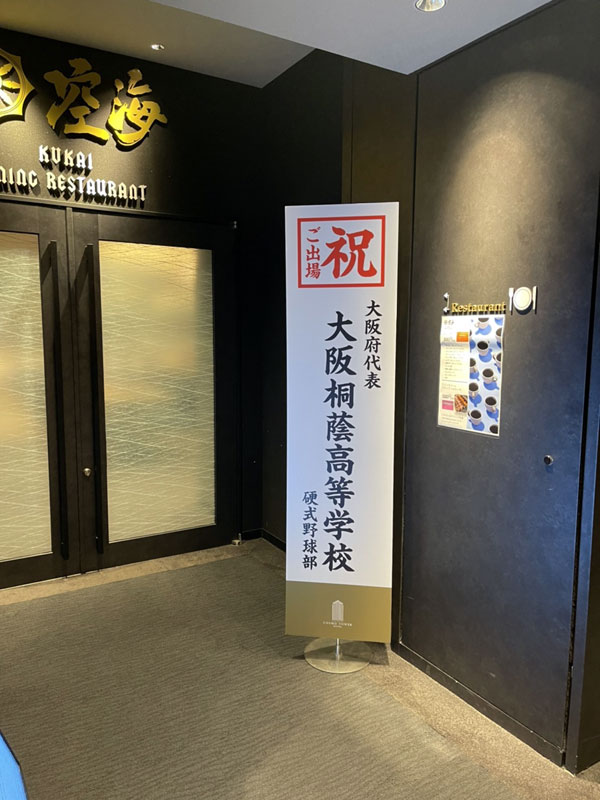 空海
KUKAI
NING RESTAURANT
祝
ご出場
大阪府代表
大阪桐蔭高等学校
硬式野球部
Restaurant